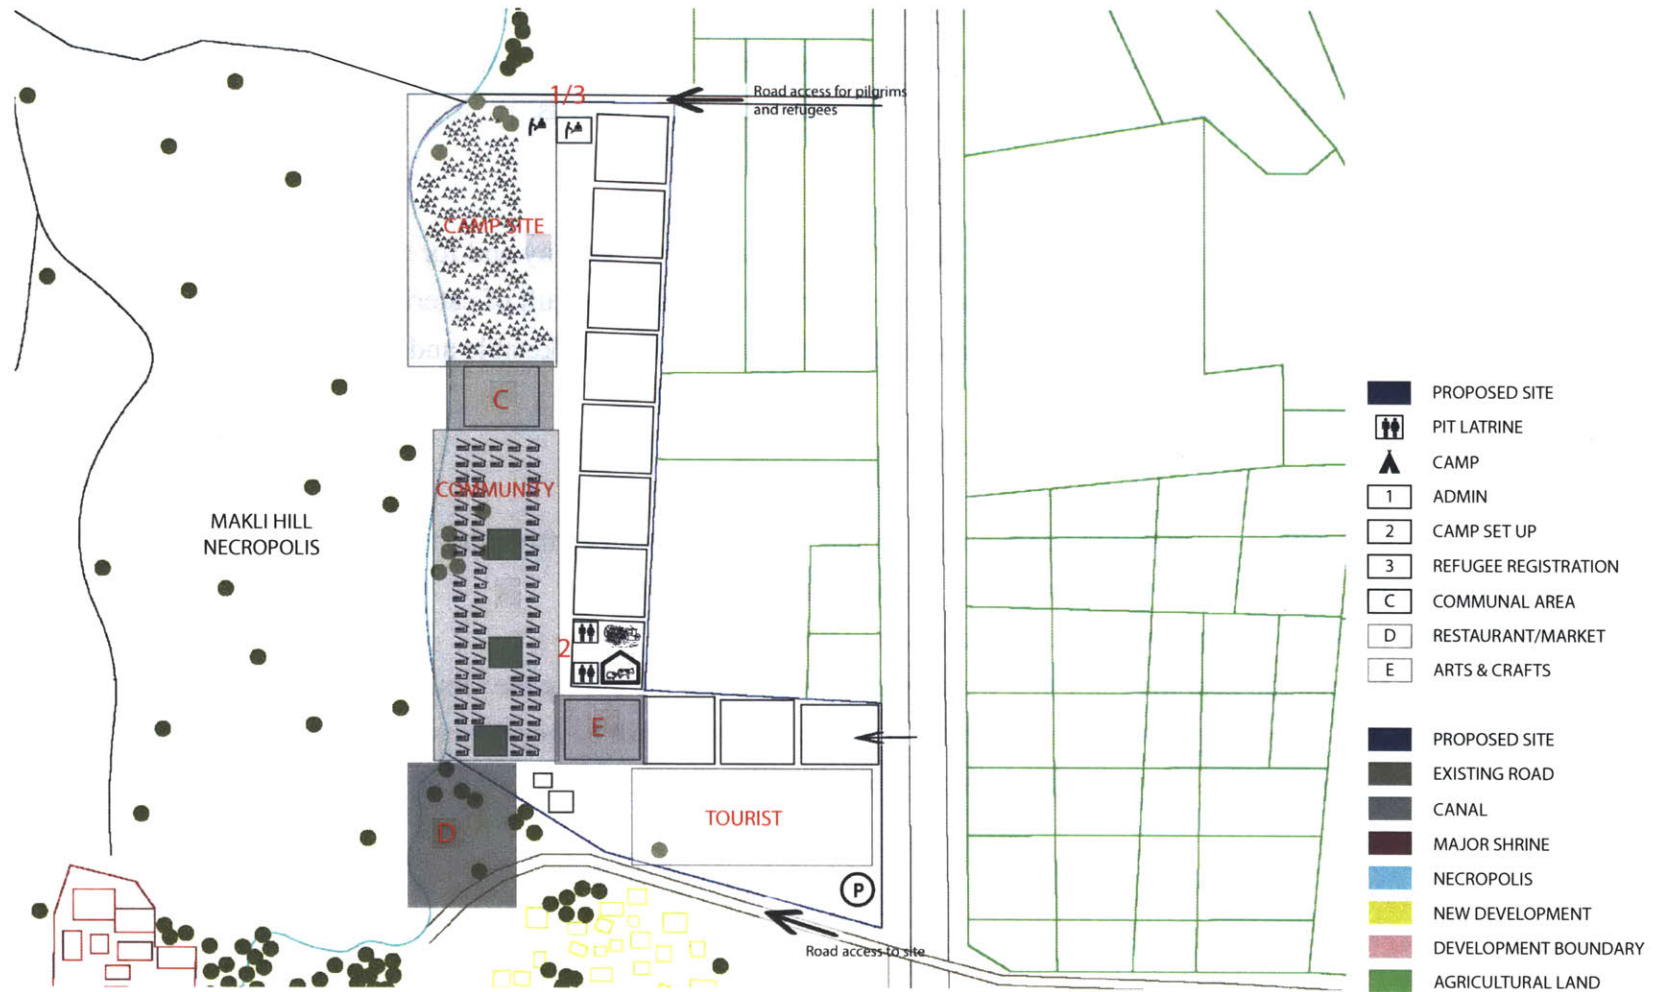 1/3
Road access for pilgrims
and refugees
CAMP SITE
C
COMMUNITY
MAKLI HILL
NECROPOLIS
2
E
D
TOURIST
P
Road access to site
PROPOSED SITE
PIT LATRINE
CAMP
1 ADMIN
2 CAMP SET UP
3 REFUGEE REGISTRATION
C COMMUNAL AREA
D RESTAURANT/MARKET
E ARTS & CRAFTS
PROPOSED SITE
EXISTING ROAD
CANAL
MAJOR SHRINE
NECROPOLIS
NEW DEVELOPMENT
DEVELOPMENT BOUNDARY
AGRICULTURAL LAND